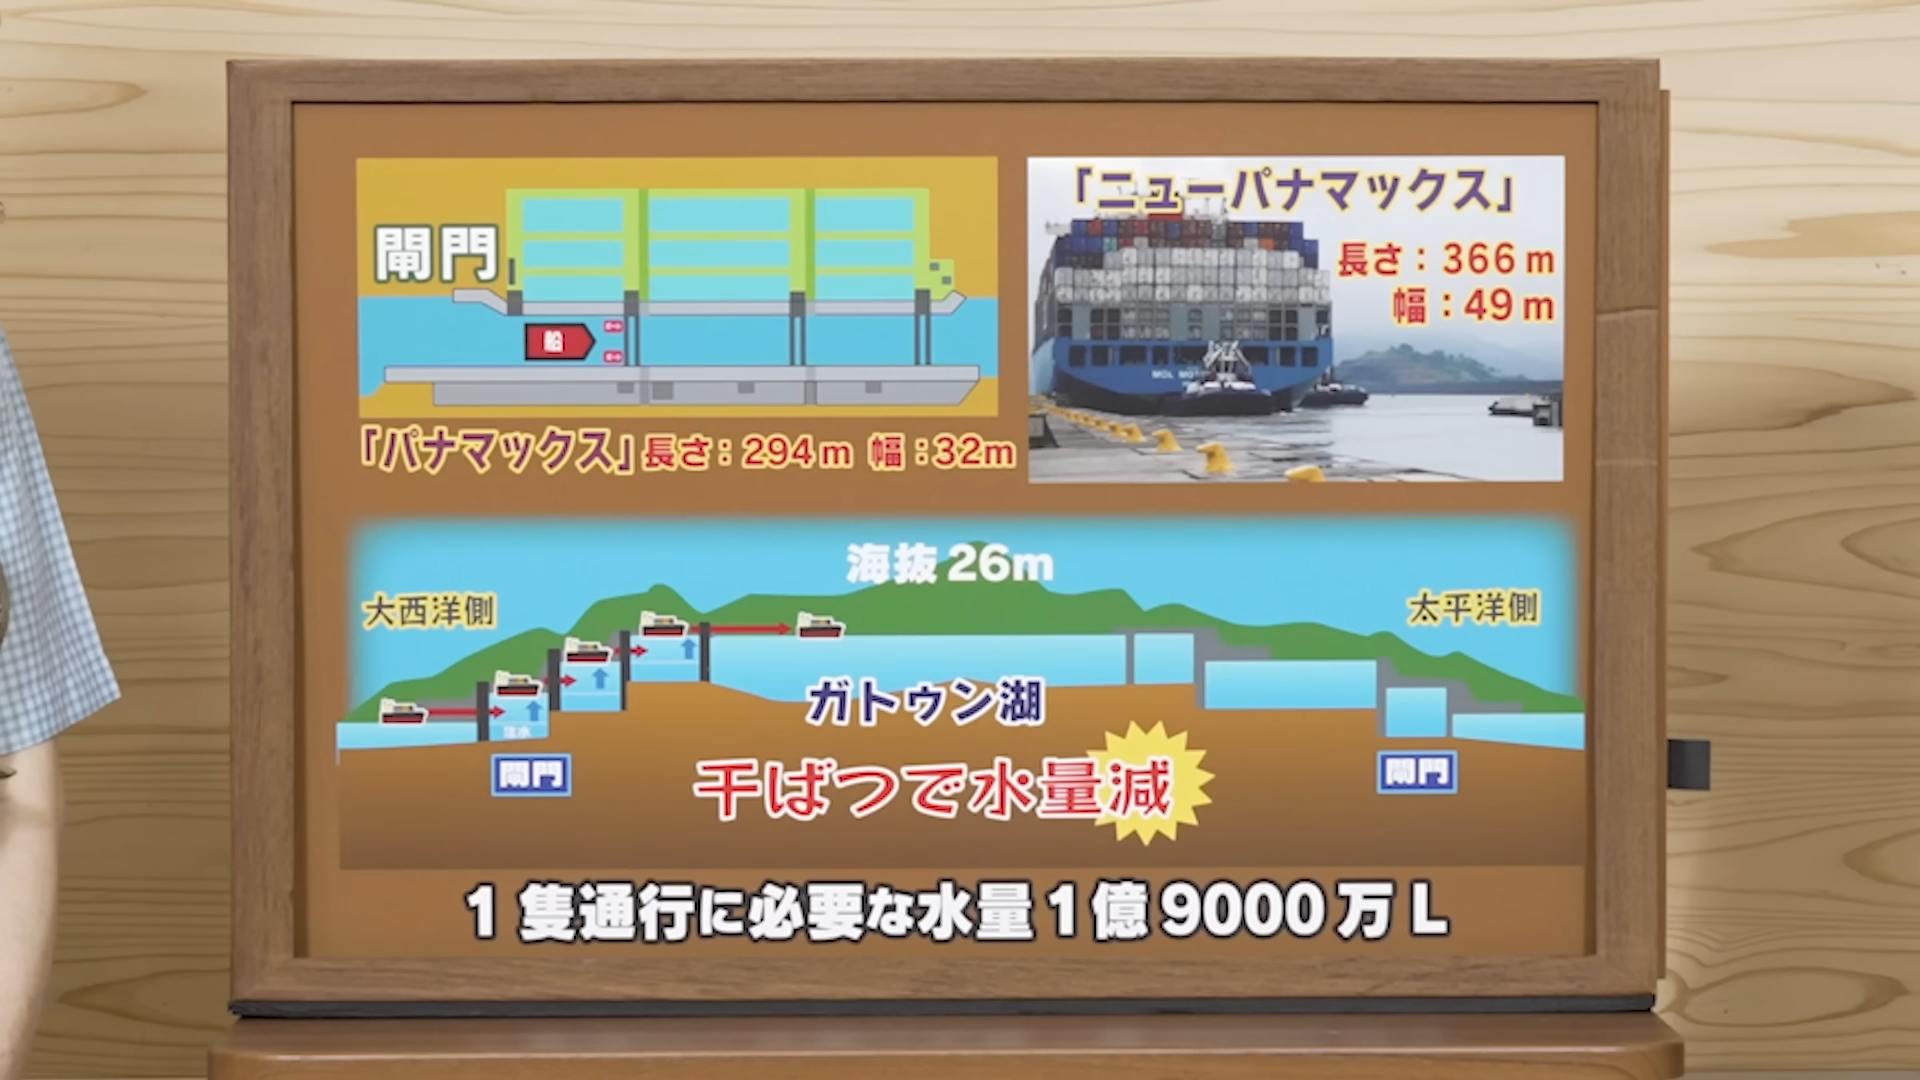 閘門
船
「パナマックス」長さ：294m 幅：32m
「ニューパナマックス」
長さ：366m
幅：49m
海抜26m
大西洋側
太平洋側
注水
ガトゥン湖
閘門
閘門
干ばつで水量減
1隻通行に必要な水量1億9000万L